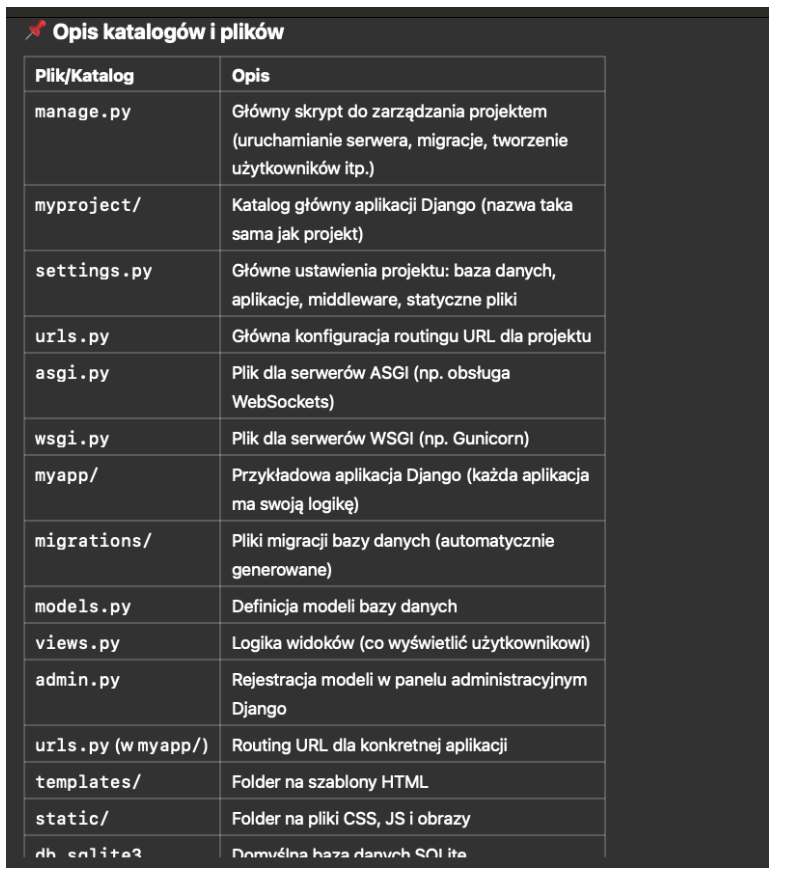 📌 Opis katalogów i plików
Plik/Katalog Opis
manage.py Główny skrypt do zarządzania projektem
(uruchamianie serwera, migracje, tworzenie
użytkowników itp.)
myproject/ Katalog główny aplikacji Django (nazwa taka
sama jak projekt)
settings.py Główne ustawienia projektu: baza danych,
aplikacje, middleware, statyczne pliki
urls.py Główna konfiguracja routingu URL dla projektu
asgi.py Plik dla serwerów ASGI (np. obsługa
WebSockets)
wsgi.py Plik dla serwerów WSGI (np. Gunicorn)
myapp/ Przykładowa aplikacja Django (każda aplikacja
ma swoją logikę)
migrations/ Pliki migracji bazy danych (automatycznie
generowane)
models.py Definicja modeli bazy danych
views.py Logika widoków (co wyświetlić użytkownikowi)
admin.py Rejestracja modeli w panelu administracyjnym
Django
urls.py (w myapp/) Routing URL dla konkretnej aplikacji
templates/ Folder na szablony HTML
static/ Folder na pliki CSS, JS i obrazy
db.sqlite3 Domyślna baza danych SQLite